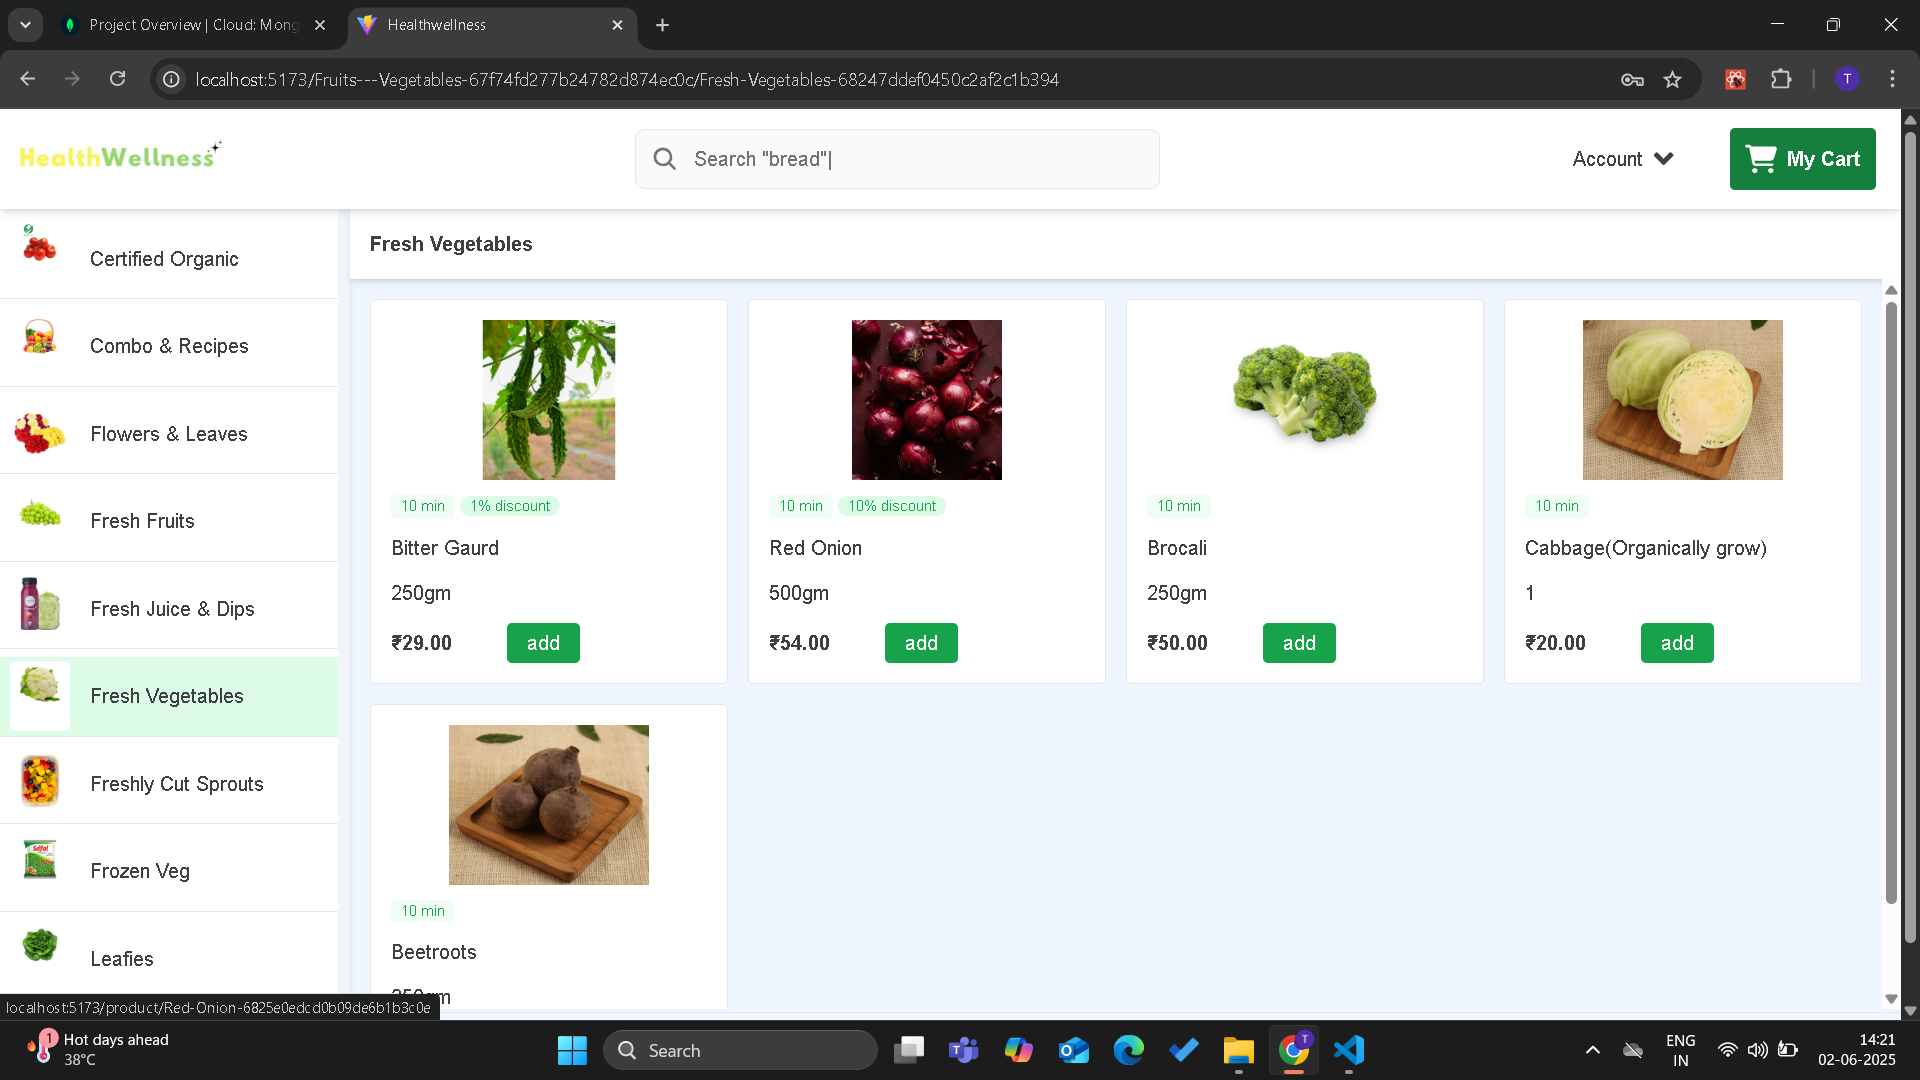 Project Overview | Cloud: Mong
Healthwellness
localhost:5173/Fruits---Vegetables-67f74fd277b24782d874ec0c/Fresh-Vegetables-68247ddef0450c2af2c1b394
T
HealthWellness
Search "bread"|
Account
My Cart
Certified Organic
Combo & Recipes
Flowers & Leaves
Fresh Fruits
Fresh Juice & Dips
Fresh Vegetables
Freshly Cut Sprouts
Frozen Veg
Leafies
Fresh Vegetables
10 min 1% discount
Bitter Gaurd
250gm
₹29.00 add
10 min 10% discount
Red Onion
500gm
₹54.00 add
10 min
Brocali
250gm
₹50.00 add
10 min
Cabbage(Organically grow)
1
₹20.00 add
10 min
Beetroots
250gm
localhost:5173/product/Red-Onion-6825e0edcd0b09de6b1b3c0e
1
Hot days ahead
38°C
Search
T
ENG
IN
14:21
02-06-2025